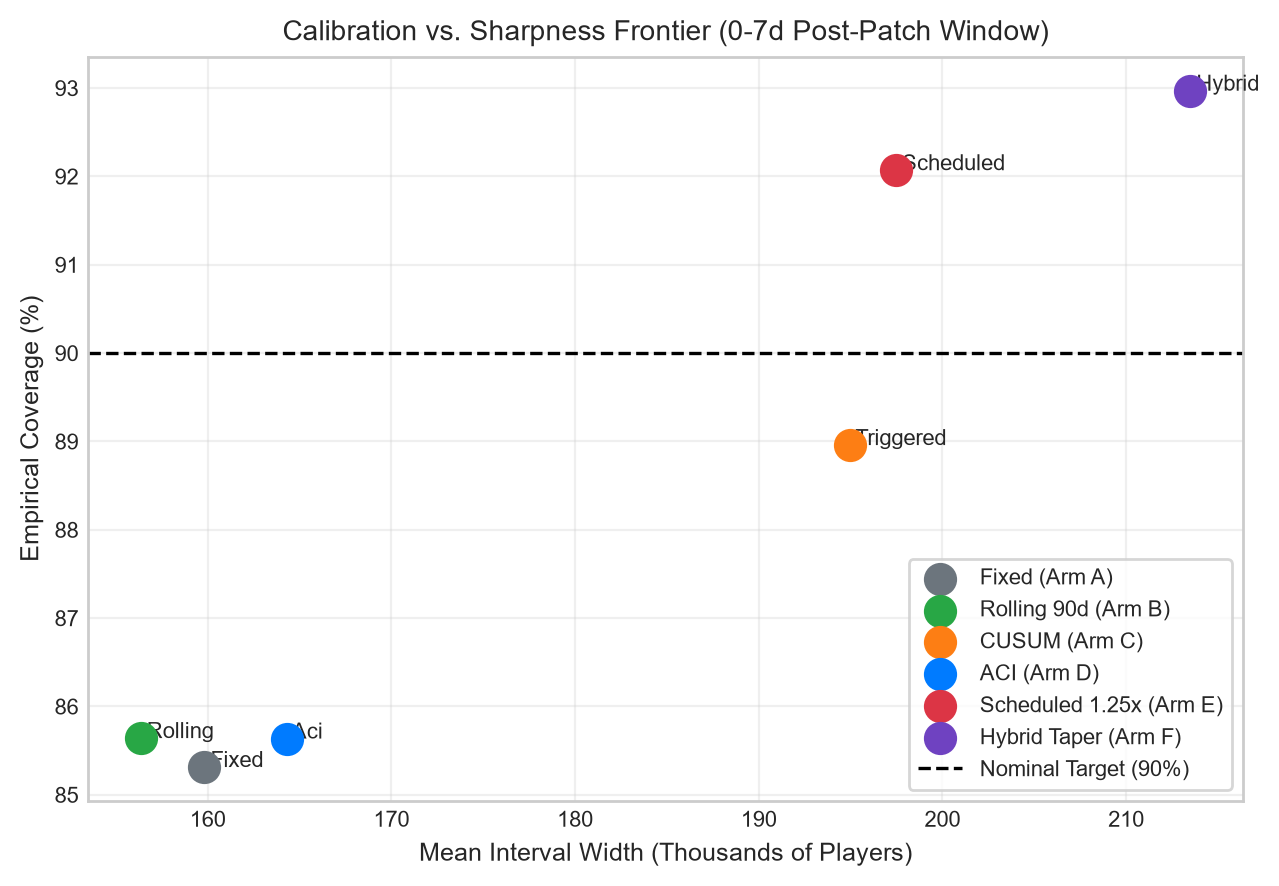 Calibration vs. Sharpness Frontier (0-7d Post-Patch Window)
Empirical Coverage (%)
93
92
91
90
89
88
87
86
85
Hybrid
Scheduled
Triggered
Rolling
Aci
Fixed
Fixed (Arm A)
Rolling 90d (Arm B)
CUSUM (Arm C)
ACI (Arm D)
Scheduled 1.25x (Arm E)
Hybrid Taper (Arm F)
Nominal Target (90%)
160
170
180
190
200
210
Mean Interval Width (Thousands of Players)